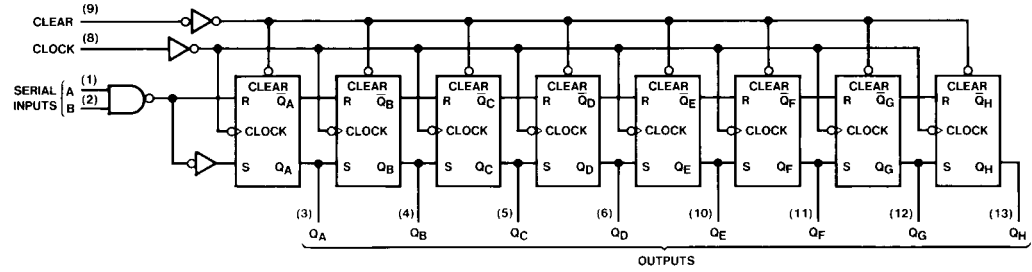 CLEAR (9)
CLOCK (8)
SERIAL INPUTS { A (1)
B (2)
CLEAR CLEAR CLEAR CLEAR CLEAR CLEAR CLEAR CLEAR
R Q̅A R Q̅B R Q̅C R Q̅D R Q̅E R Q̅F R Q̅G R Q̅H
CLOCK CLOCK CLOCK CLOCK CLOCK CLOCK CLOCK CLOCK
S QA S QB S QC S QD S QE S QF S QG S QH
(3) (4) (5) (6) (10) (11) (12) (13)
QA QB QC QD QE QF QG QH
OUTPUTS